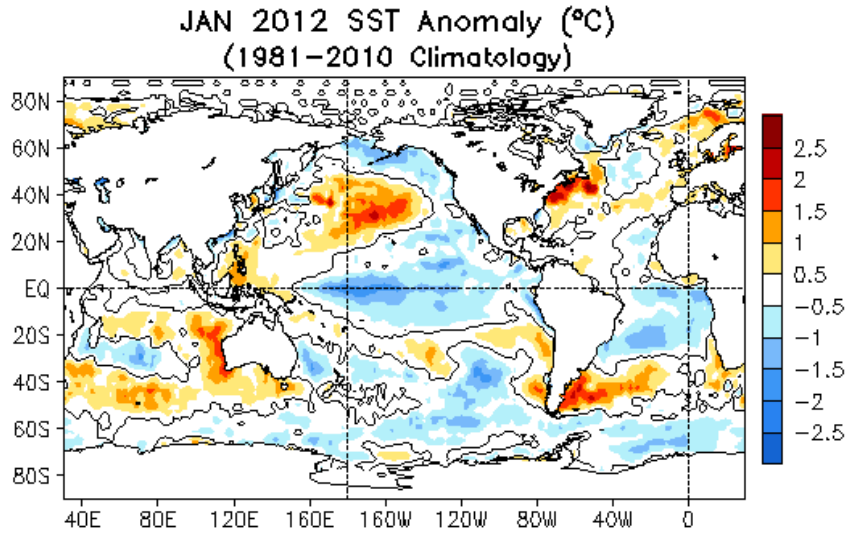 JAN 2012 SST Anomaly (ºC)
(1981-2010 Climatology)
80N
60N
40N
20N
EQ
20S
40S
60S
80S
40E 80E 120E 160E 160W 120W 80W 40W 0
2.5
2
1.5
1
0.5
-0.5
-1
-1.5
-2
-2.5